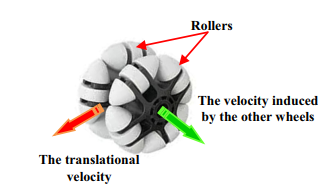 Rollers
The velocity induced
by the other wheels
The translational
velocity